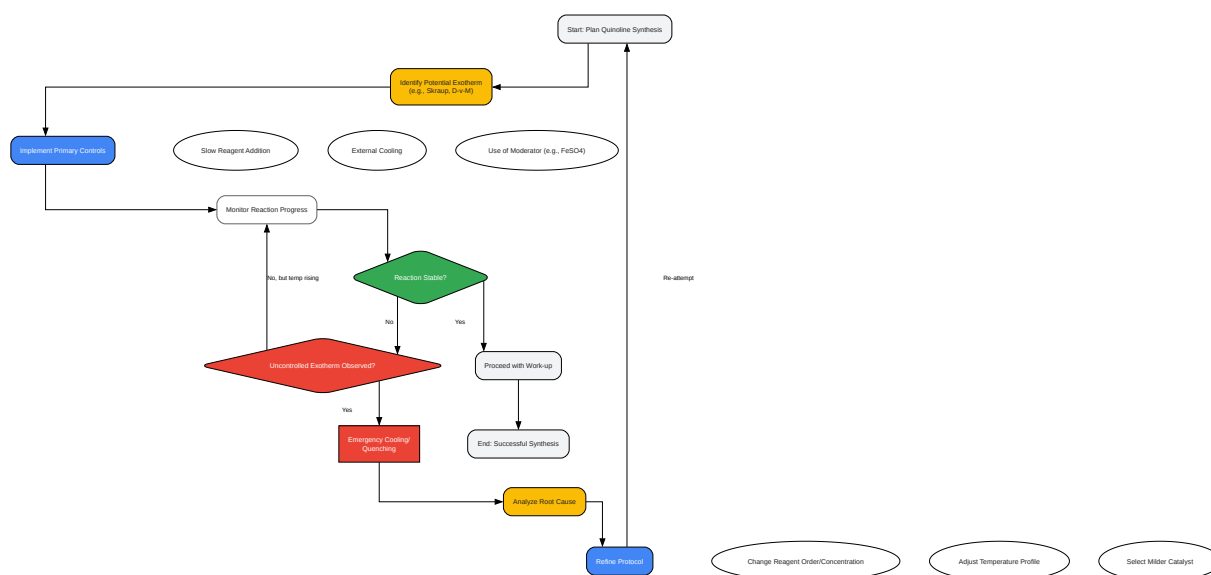 Start: Plan Quinoline Synthesis
Identify Potential Exotherm
(e.g., Skraup, D-v-M)
Implement Primary Controls
Slow Reagent Addition
External Cooling
Use of Moderator (e.g., FeSO4)
Monitor Reaction Progress
No, but temp rising
Reaction Stable?
Re-attempt
No
Yes
Uncontrolled Exotherm Observed?
Proceed with Work-up
Yes
Emergency Cooling/
Quenching
End: Successful Synthesis
Analyze Root Cause
Refine Protocol
Change Reagent Order/Concentration
Adjust Temperature Profile
Select Milder Catalyst